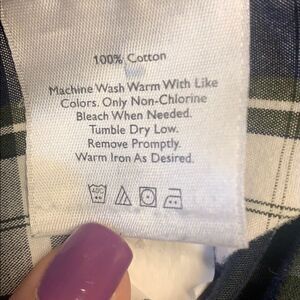 100% Cotton
Machine Wash Warm With Like
Colors. Only Non-Chlorine
Bleach When Needed.
Tumble Dry Low.
Remove Promptly.
Warm Iron As Desired.